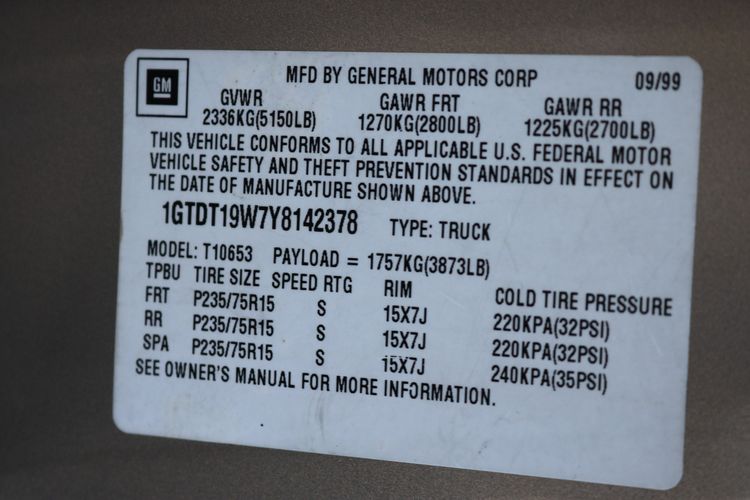 GM
MFD BY GENERAL MOTORS CORP 09/99
GVWR GAWR FRT GAWR RR
2336KG(5150LB) 1270KG(2800LB) 1225KG(2700LB)
THIS VEHICLE CONFORMS TO ALL APPLICABLE U.S. FEDERAL MOTOR
VEHICLE SAFETY AND THEFT PREVENTION STANDARDS IN EFFECT ON
THE DATE OF MANUFACTURE SHOWN ABOVE.
1GTDT19W7Y8142378 TYPE: TRUCK
MODEL: T10653 PAYLOAD = 1757KG(3873LB)
TPBU TIRE SIZE SPEED RTG RIM COLD TIRE PRESSURE
FRT P235/75R15 S 15X7J 220KPA(32PSI)
RR P235/75R15 S 15X7J 220KPA(32PSI)
SPA P235/75R15 S 15X7J 240KPA(35PSI)
SEE OWNER'S MANUAL FOR MORE INFORMATION.